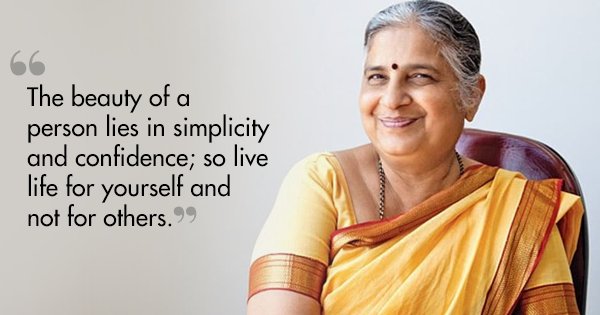 “The beauty of a
person lies in simplicity
and confidence; so live
life for yourself and
not for others.”